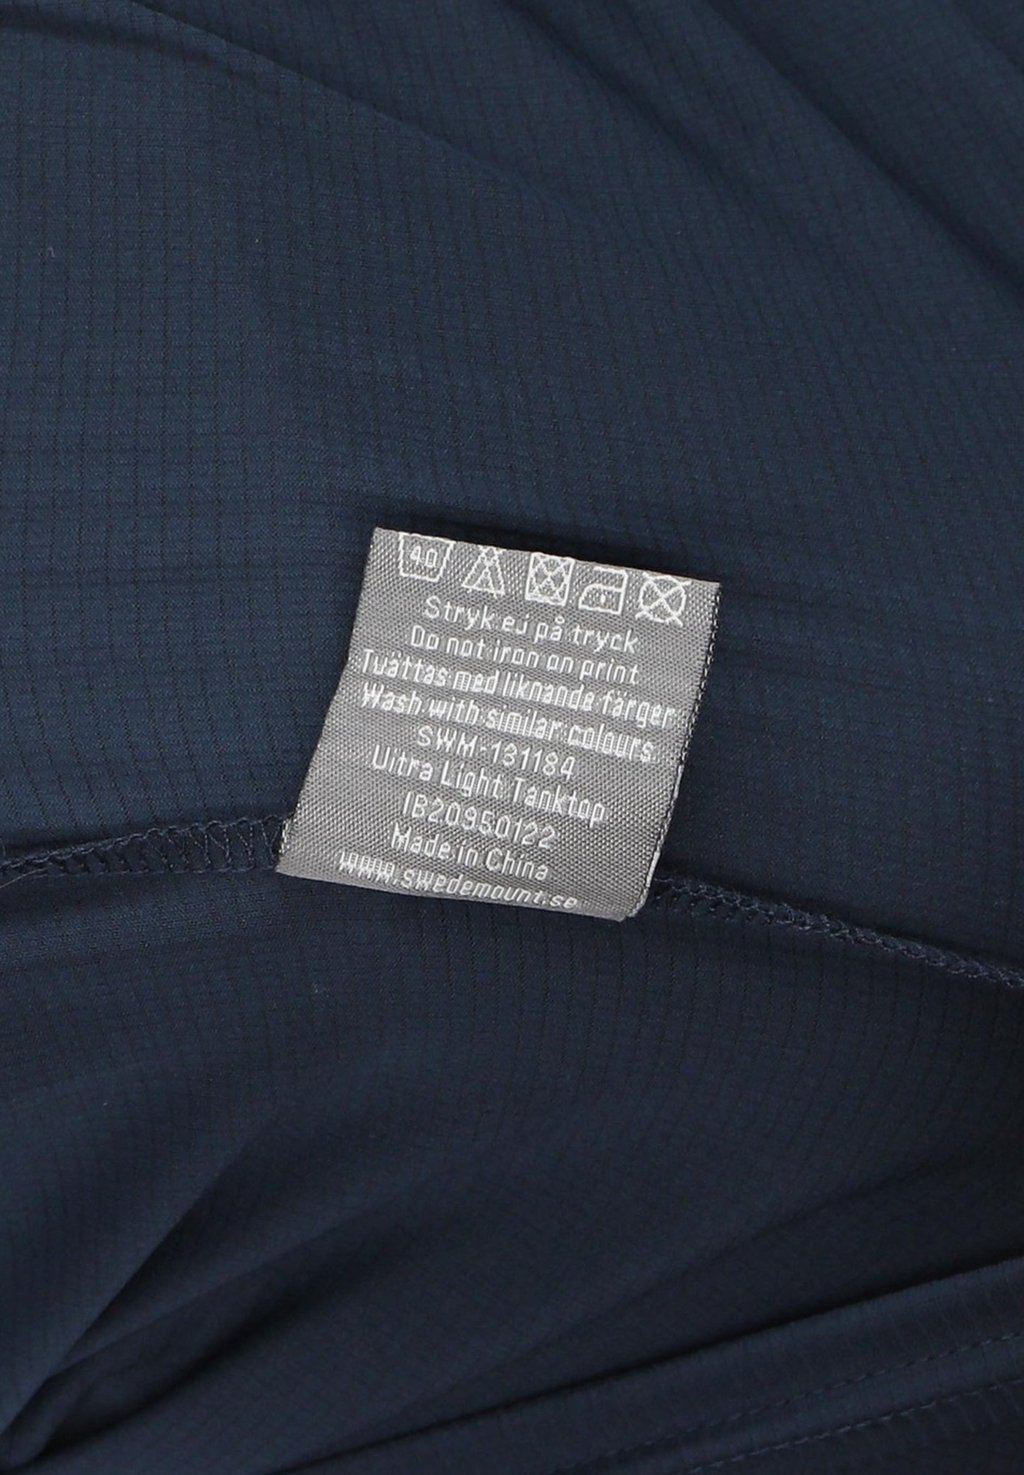 40
Stryk ej på tryck
Do not iron on print
Tvättas med liknande färger
Wash with similar colours.
SWM-131184
Ultra Light Tanktop
IB20950122
Made in China
www.swedemount.se